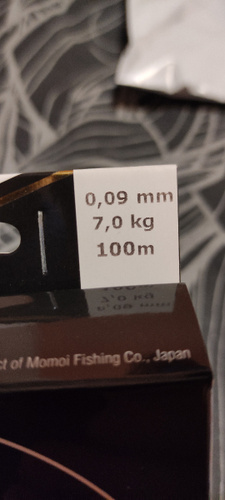 0,09 mm
7,0 kg
100m
ct of Momoi Fishing Co., Japan